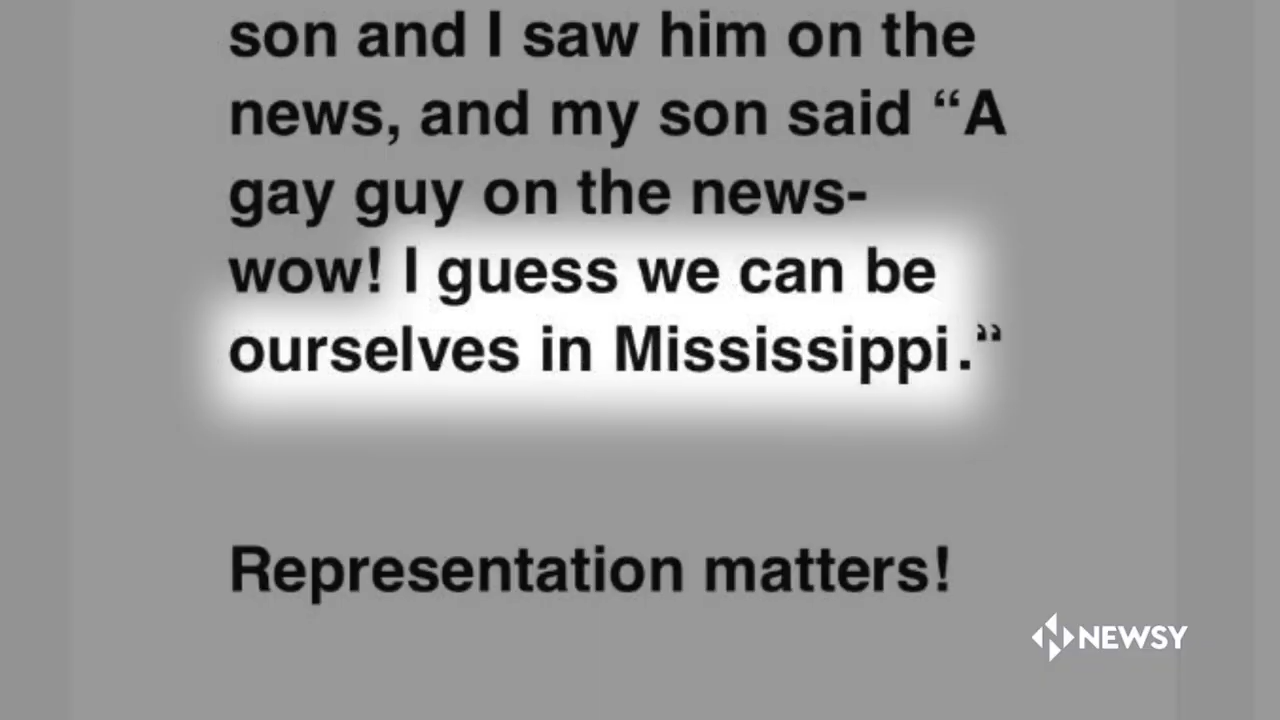 son and I saw him on the
news, and my son said “A
gay guy on the news-
wow! I guess we can be
ourselves in Mississippi.”
Representation matters!
NEWSY